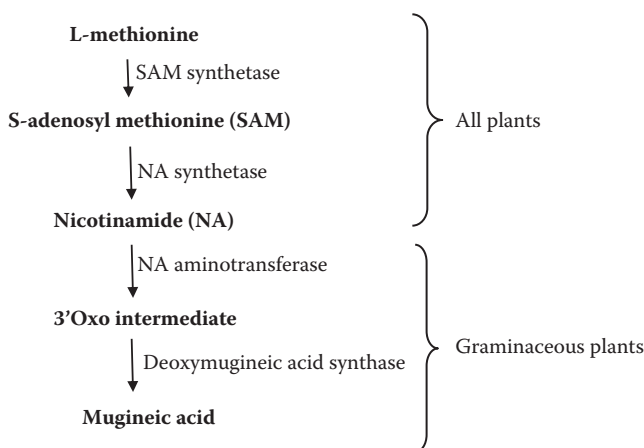 L-methionine
SAM synthetase
S-adenosyl methionine (SAM)
All plants
NA synthetase
Nicotinamide (NA)
NA aminotransferase
3’Oxo intermediate
Graminaceous plants
Deoxymugineic acid synthase
Mugineic acid